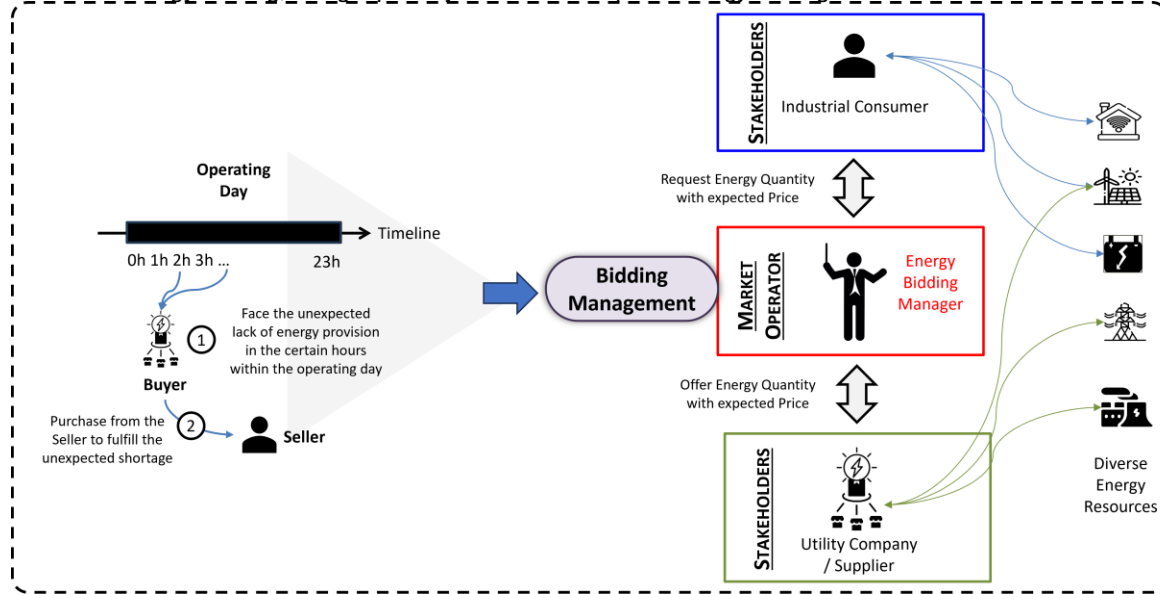 Operating
Day
Timeline
0h 1h 2h 3h ...
23h
1
Face the unexpected
lack of energy provision
in the certain hours
within the operating day
Buyer
2
Purchase from the
Seller to fulfill the
unexpected shortage
Seller
Bidding
Management
STAKEHOLDERS
Industrial Consumer
Request Energy Quantity
with expected Price
MARKET
OPERATOR
Energy
Bidding
Manager
Offer Energy Quantity
with expected Price
STAKEHOLDERS
Utility Company
/ Supplier
Diverse
Energy
Resources